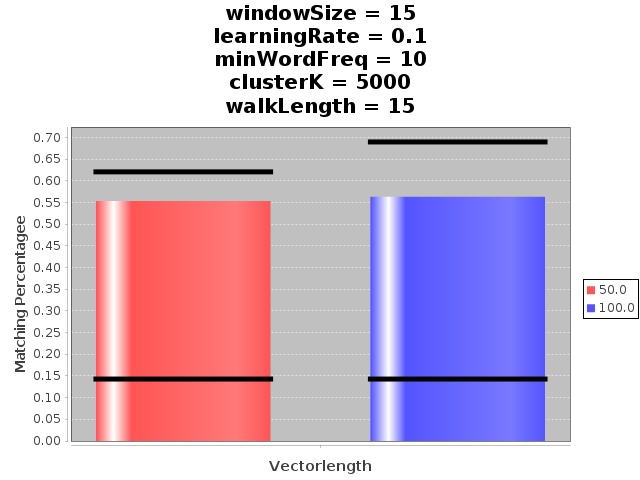 windowSize = 15
learningRate = 0.1
minWordFreq = 10
clusterK = 5000
walkLength = 15
0.70
0.65
0.60
0.55
0.50
0.45
0.40
0.35
0.30
0.25
0.20
0.15
0.10
0.05
0.00
Matching Percentagee
Vectorlength
50.0
100.0